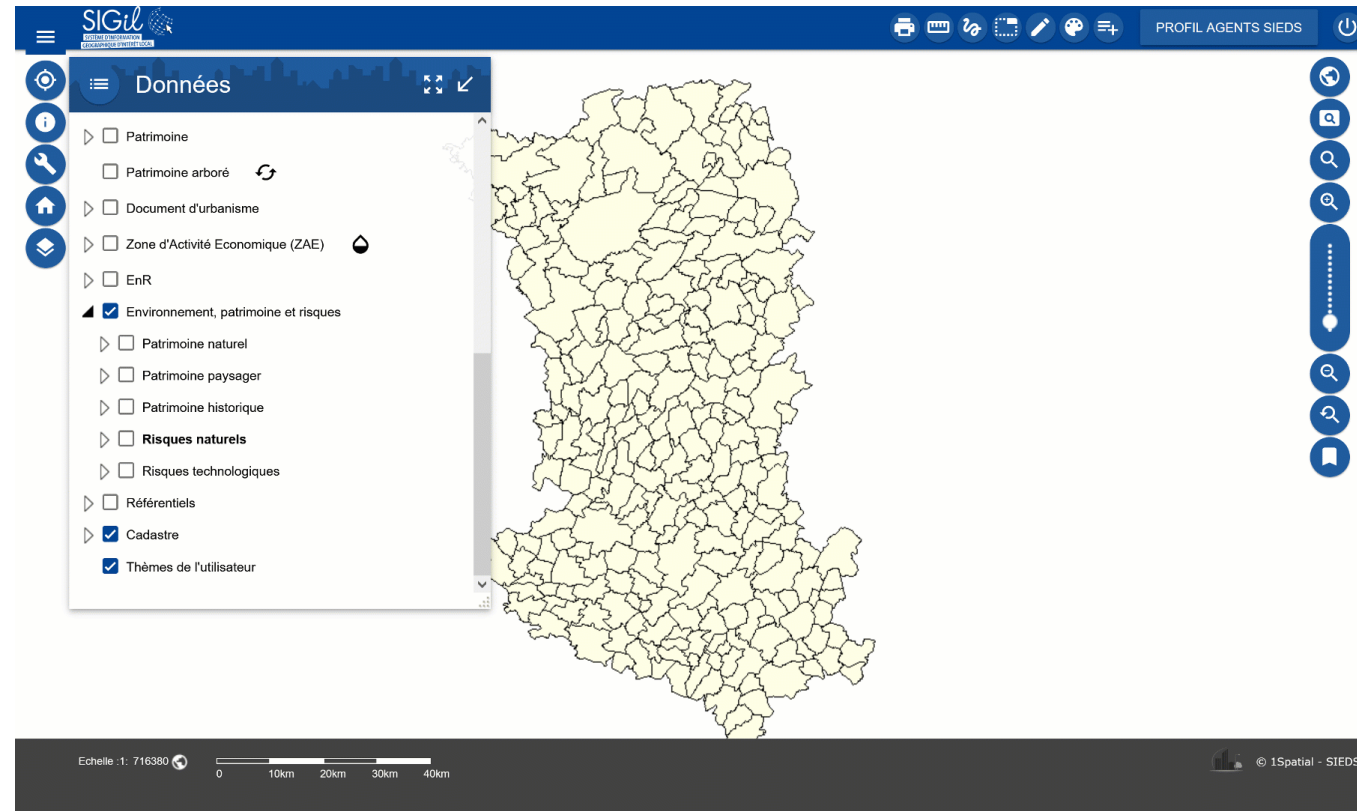 SIGil
SYSTÈME D'INFORMATION
GÉOGRAPHIQUE D'INTERÊT LOCAL
PROFIL AGENTS SIEDS
Données
Patrimoine
Patrimoine arboré
Document d'urbanisme
Zone d'Activité Economique (ZAE)
EnR
Environnement, patrimoine et risques
Patrimoine naturel
Patrimoine paysager
Patrimoine historique
Risques naturels
Risques technologiques
Référentiels
Cadastre
Thèmes de l'utilisateur
Echelle :1: 716380
0 10km 20km 30km 40km
© 1Spatial - SIEDS